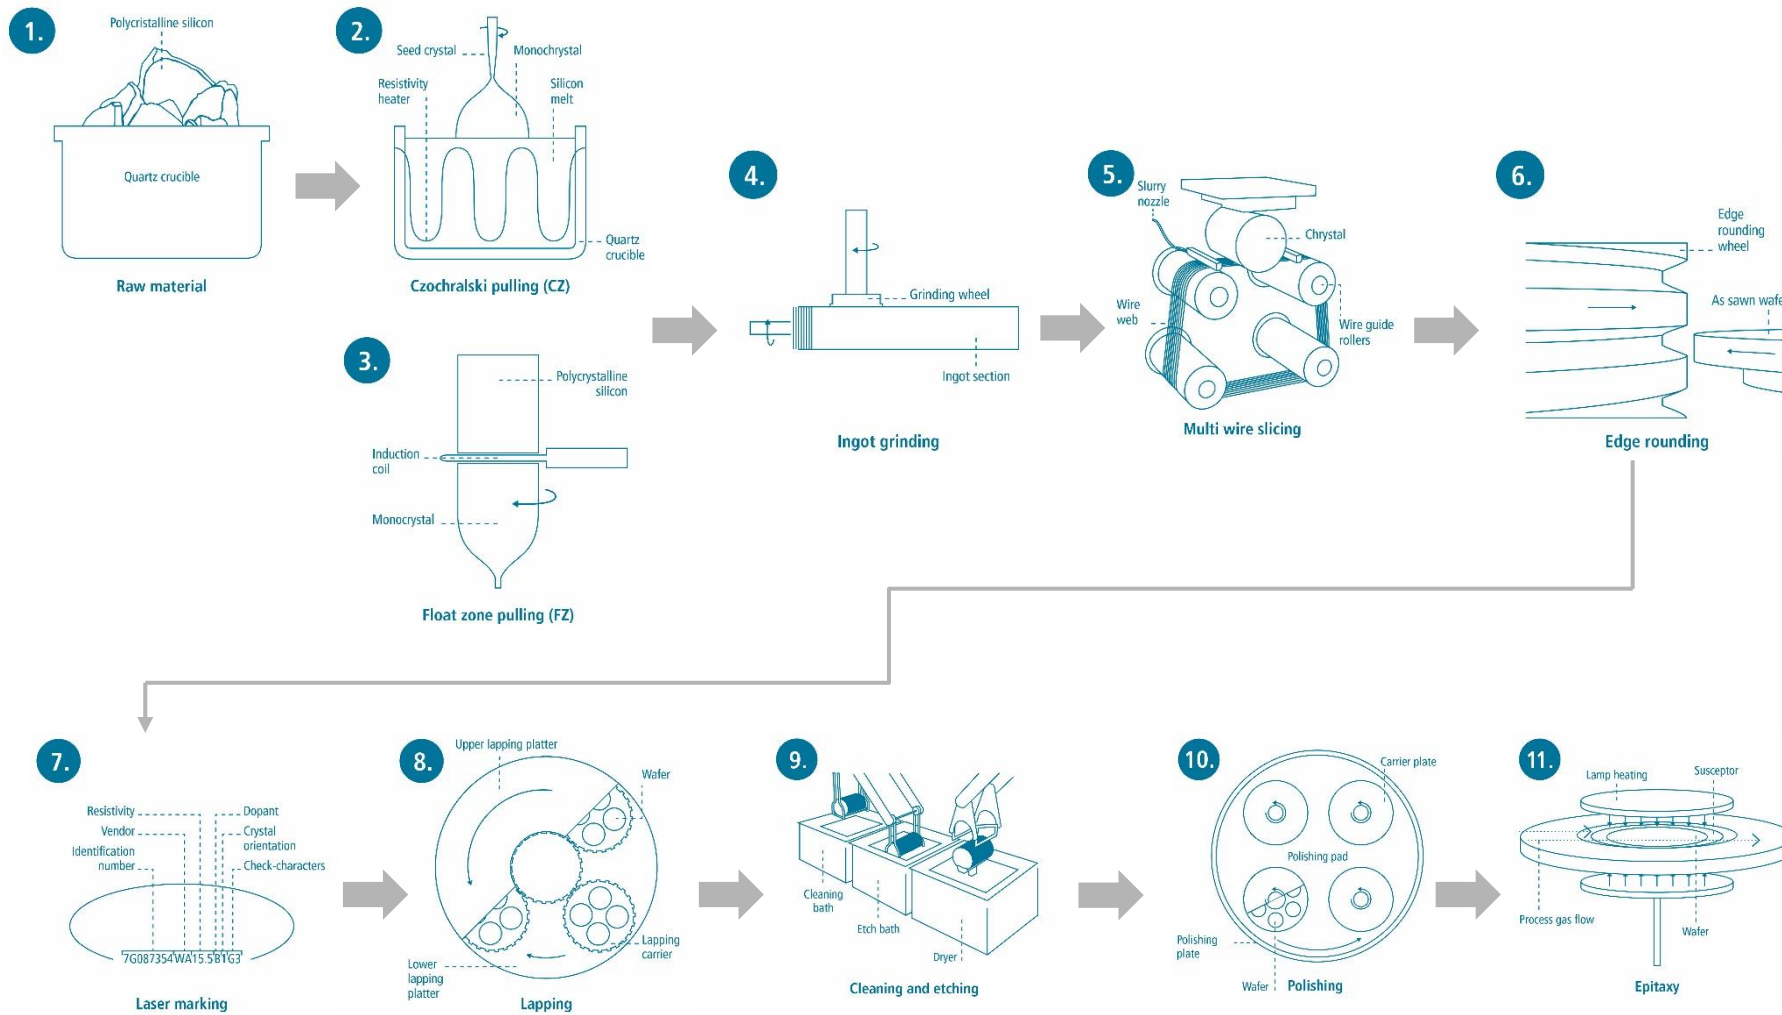 1.
Polycristalline silicon
Quartz crucible
Raw material
2.
Seed crystal
Monochrystal
Resistivity
heater
Silicon
melt
Quartz
crucible
Czochralski pulling (CZ)
3.
Polycrystalline
silicon
Induction
coil
Monocrystal
Float zone pulling (FZ)
4.
Grinding wheel
Ingot section
Ingot grinding
5.
Slurry
nozzle
Chrystal
Wire
web
Wire guide
rollers
Multi wire slicing
6.
Edge
rounding
wheel
As sawn wafe
Edge rounding
7.
Resistivity
Vendor
Identification
number
Dopant
Crystal
orientation
Check-characters
7G087354WA15.5B1G3
Laser marking
8.
Upper lapping platter
Wafer
Lapping
carrier
Lower
lapping
platter
Lapping
9.
Cleaning
bath
Etch bath
Dryer
Cleaning and etching
10.
Carrier plate
Polishing pad
Polishing
plate
Wafer
Polishing
11.
Lamp heating
Susceptor
Process gas flow
Wafer
Epitaxy